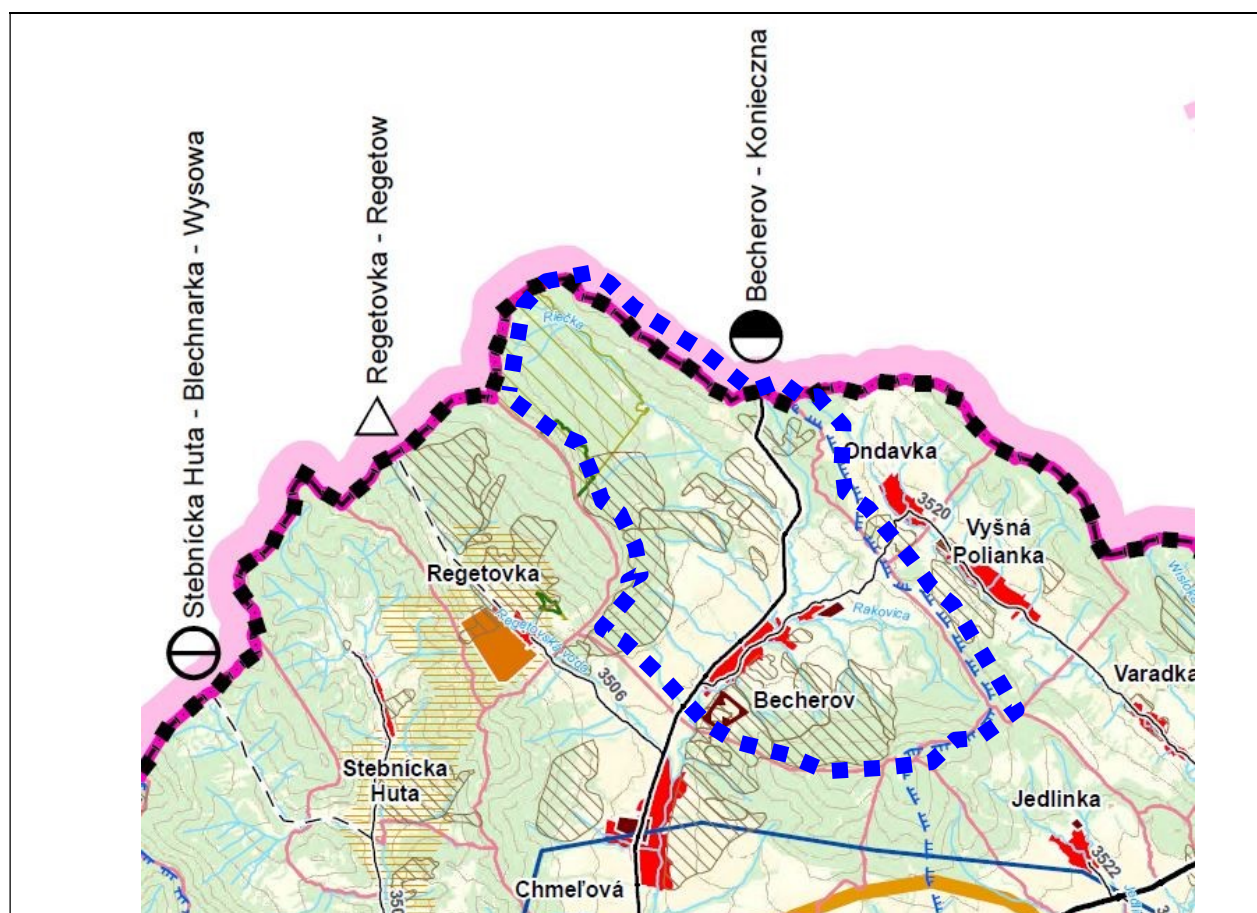 Stebnícka Huta - Blechnarka - Wysowa
Regetovka - Regetow
Becherov - Konieczna
Riečka
Ondavka
3520
Vyšná
Polianka
Regetovka
Regetovská voda
Rakovica
Varadka
3506
Becherov
Stebnícka
Huta
Jedlinka
3522
Chmeľová